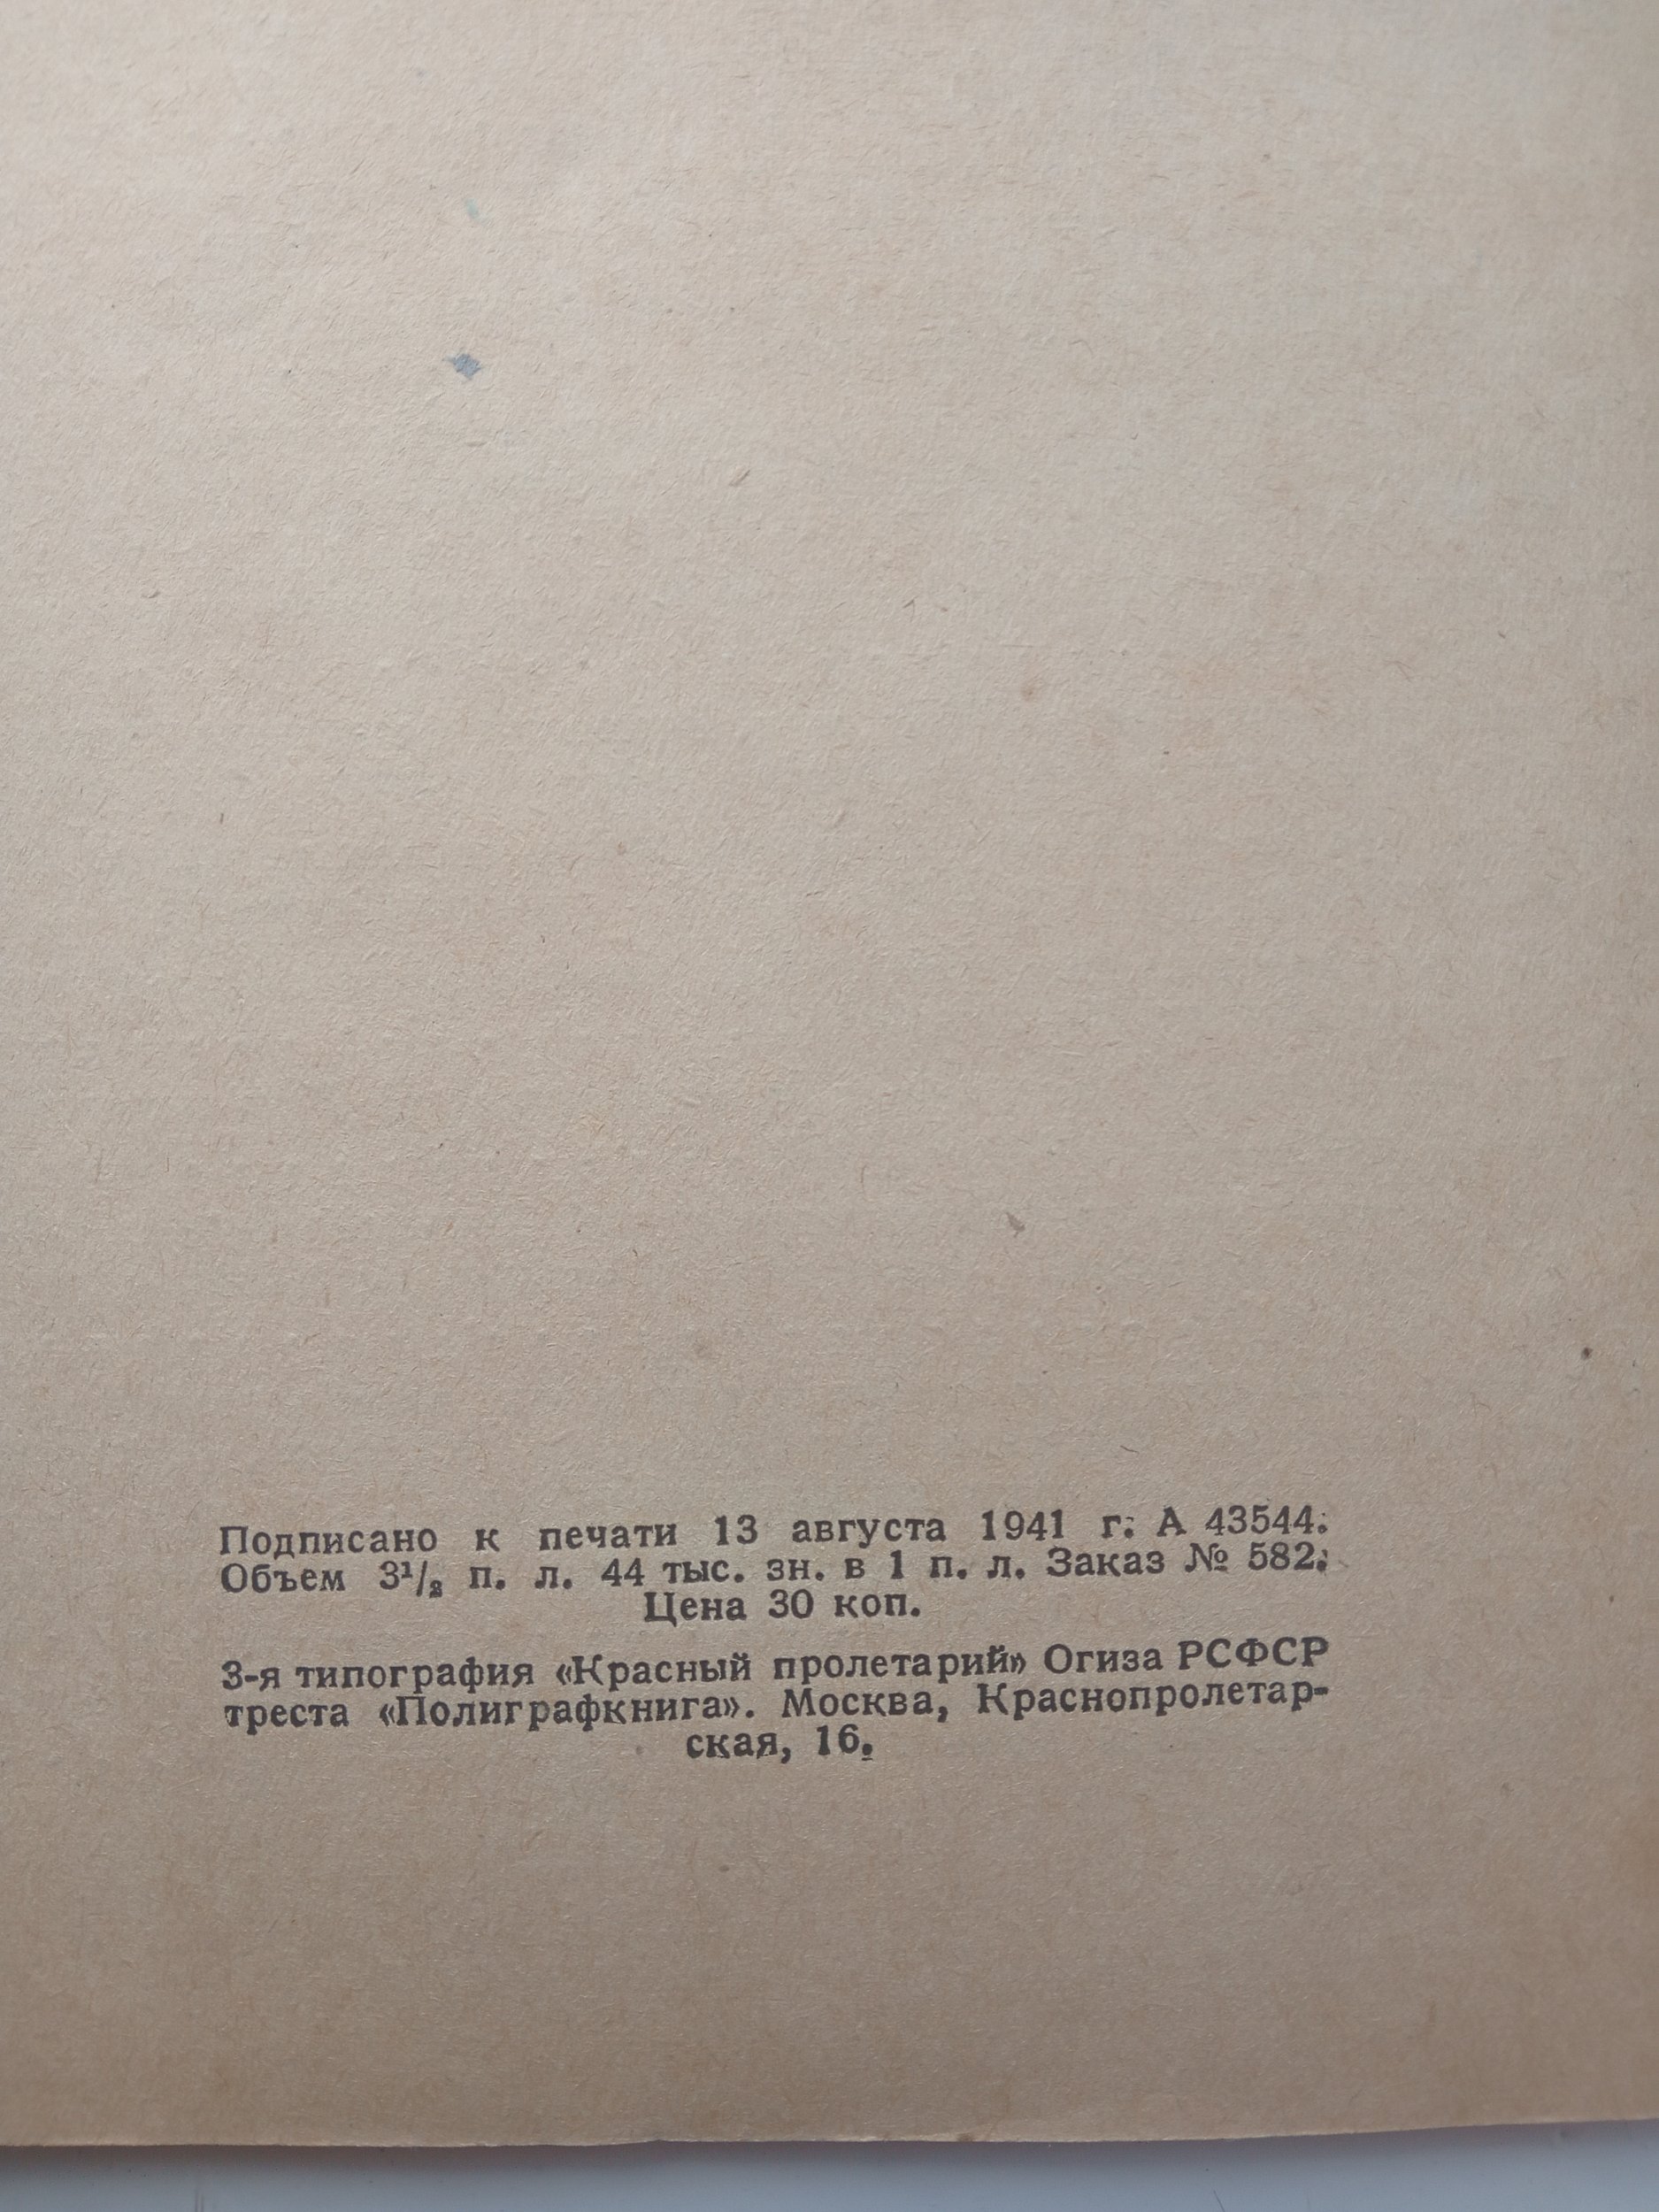 Подписано к печати 13 августа 1941 г. А 43544.
Объем 3¹/₂ п. л. 44 тыс. зн. в 1 п. л. Заказ № 582.
Цена 30 коп.
3-я типография «Красный пролетарий» Огиза РСФСР
треста «Полиграфкнига». Москва, Краснопролетар-
ская, 16.